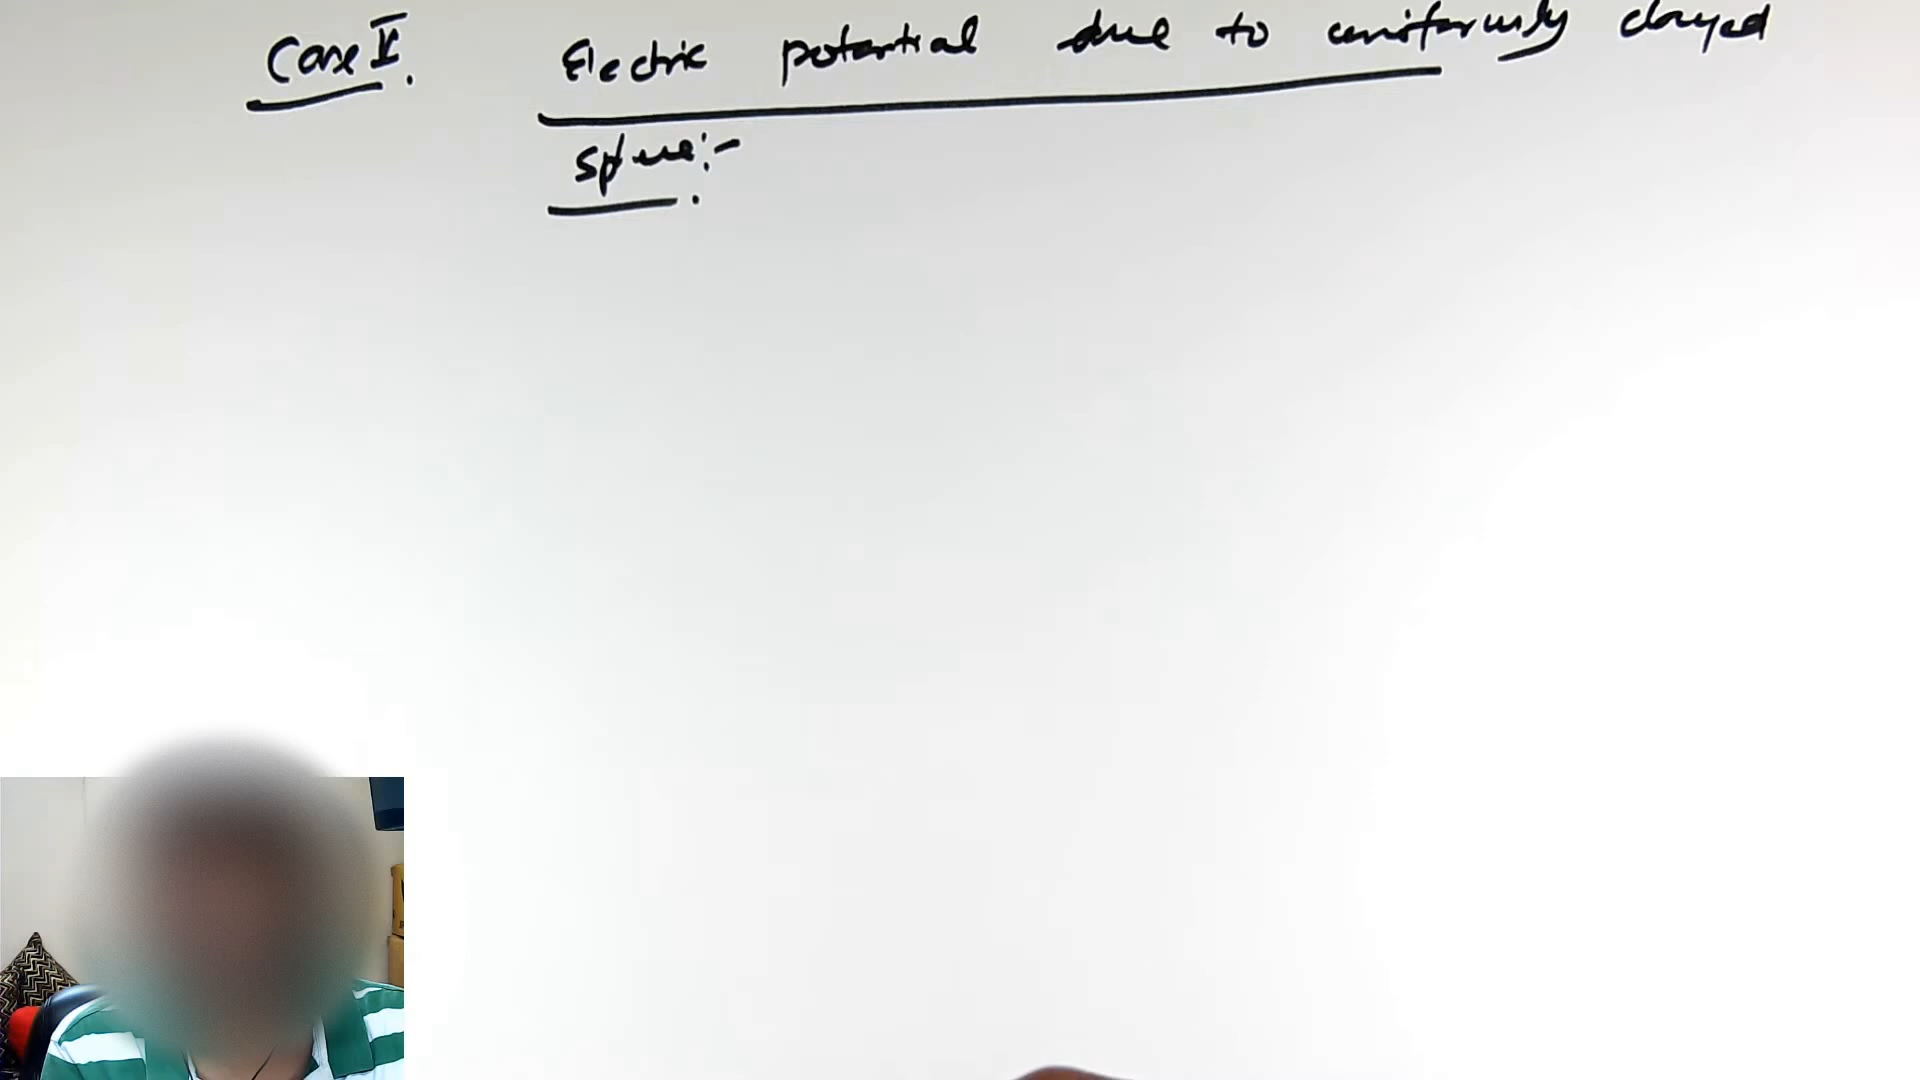 Case V. Electric potential due to uniformly charged
Sphere:-